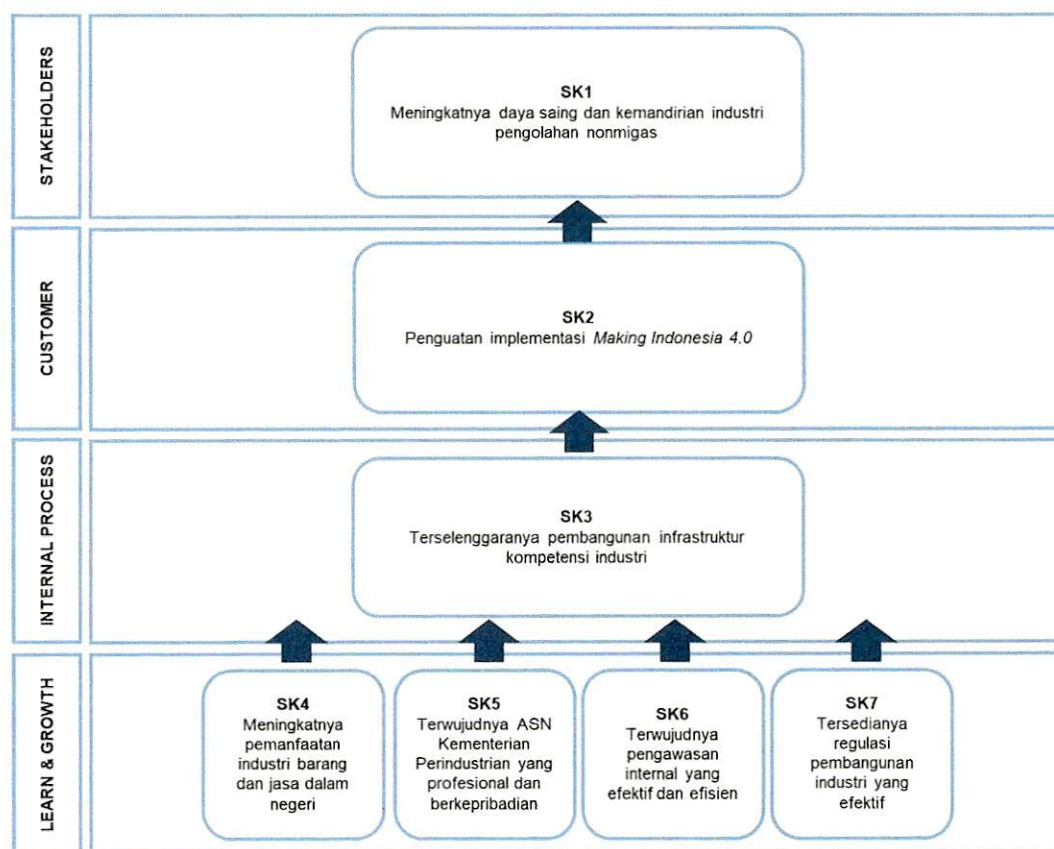 STAKEHOLDERS
SK1
Meningkatnya daya saing dan kemandirian industri
pengolahan nonmigas
CUSTOMER
SK2
Penguatan implementasi Making Indonesia 4.0
INTERNAL PROCESS
SK3
Terselenggaranya pembangunan infrastruktur
kompetensi industri
LEARN & GROWTH
SK4
Meningkatnya
pemanfaatan
industri barang
dan jasa dalam
negeri
SK5
Terwujudnya ASN
Kementerian
Perindustrian yang
profesional dan
berkepribadian
SK6
Terwujudnya
pengawasan
internal yang
efektif dan efisien
SK7
Tersedianya
regulasi
pembangunan
industri yang
efektif